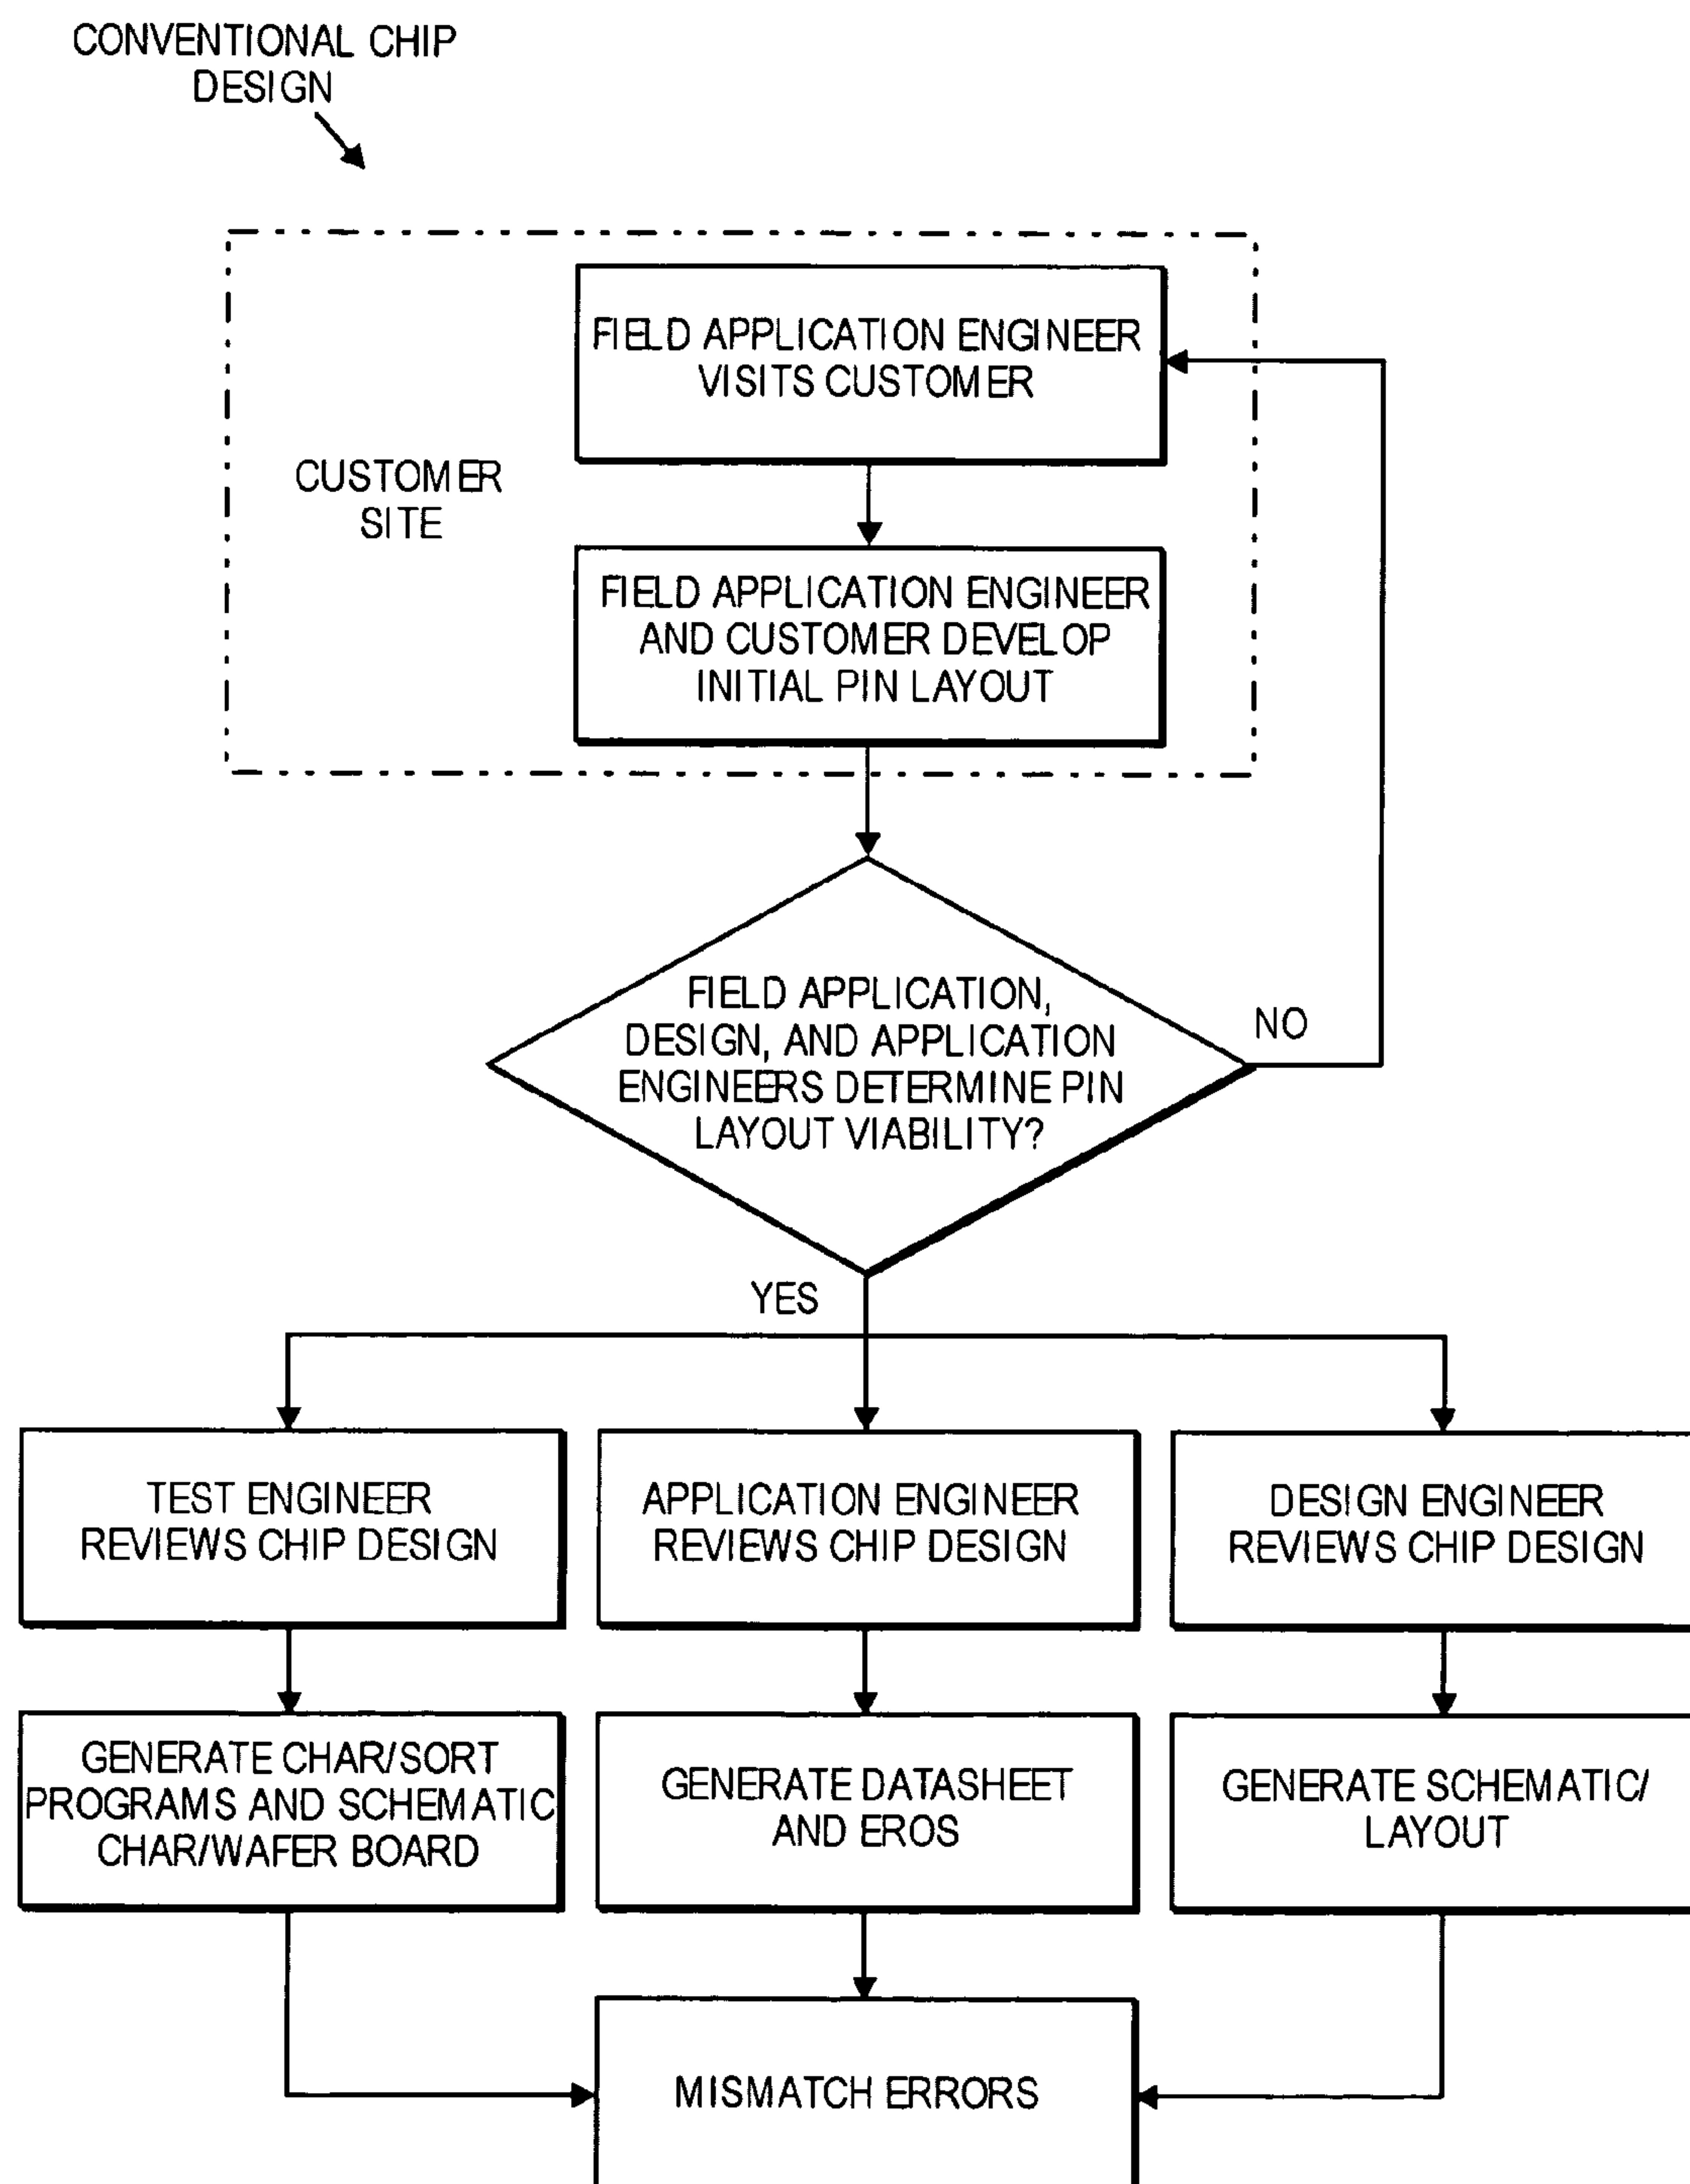 CONVENTIONAL CHIP
DESIGN
FIELD APPLICATION ENGINEER
VISITS CUSTOMER
CUSTOMER
SITE
FIELD APPLICATION ENGINEER
AND CUSTOMER DEVELOP
INITIAL PIN LAYOUT
FIELD APPLICATION,
DESIGN, AND APPLICATION
ENGINEERS DETERMINE PIN
LAYOUT VIABILITY?
NO
YES
TEST ENGINEER
REVIEWS CHIP DESIGN
APPLICATION ENGINEER
REVIEWS CHIP DESIGN
DESIGN ENGINEER
REVIEWS CHIP DESIGN
GENERATE CHAR/SORT
PROGRAMS AND SCHEMATIC
CHAR/WAFER BOARD
GENERATE DATASHEET
AND EROS
GENERATE SCHEMATIC/
LAYOUT
MISMATCH ERRORS